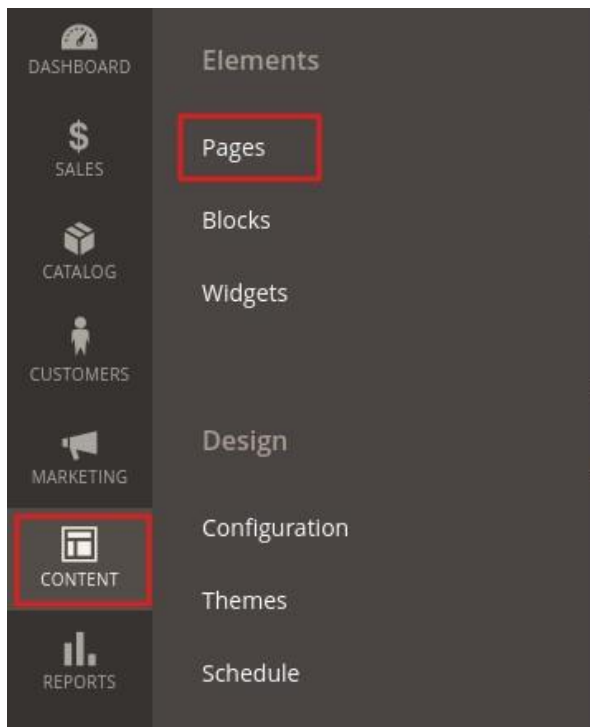 DASHBOARD
SALES
CATALOG
CUSTOMERS
MARKETING
CONTENT
REPORTS
Elements
Pages
Blocks
Widgets
Design
Configuration
Themes
Schedule